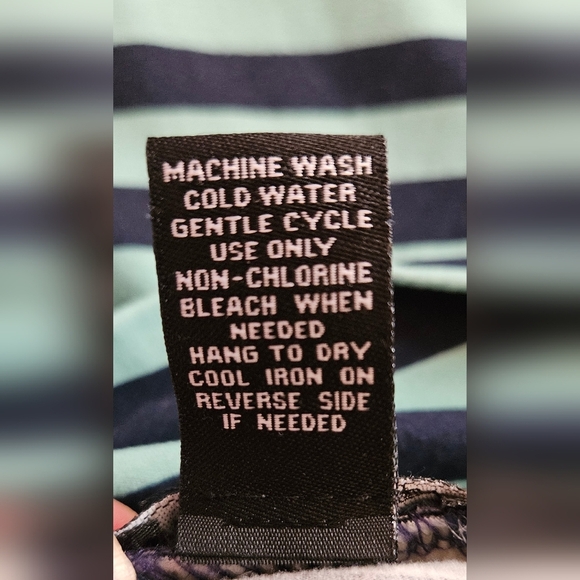 MACHINE WASH
COLD WATER
GENTLE CYCLE
USE ONLY
NON-CHLORINE
BLEACH WHEN
NEEDED
HANG TO DRY
COOL IRON ON
REVERSE SIDE
IF NEEDED